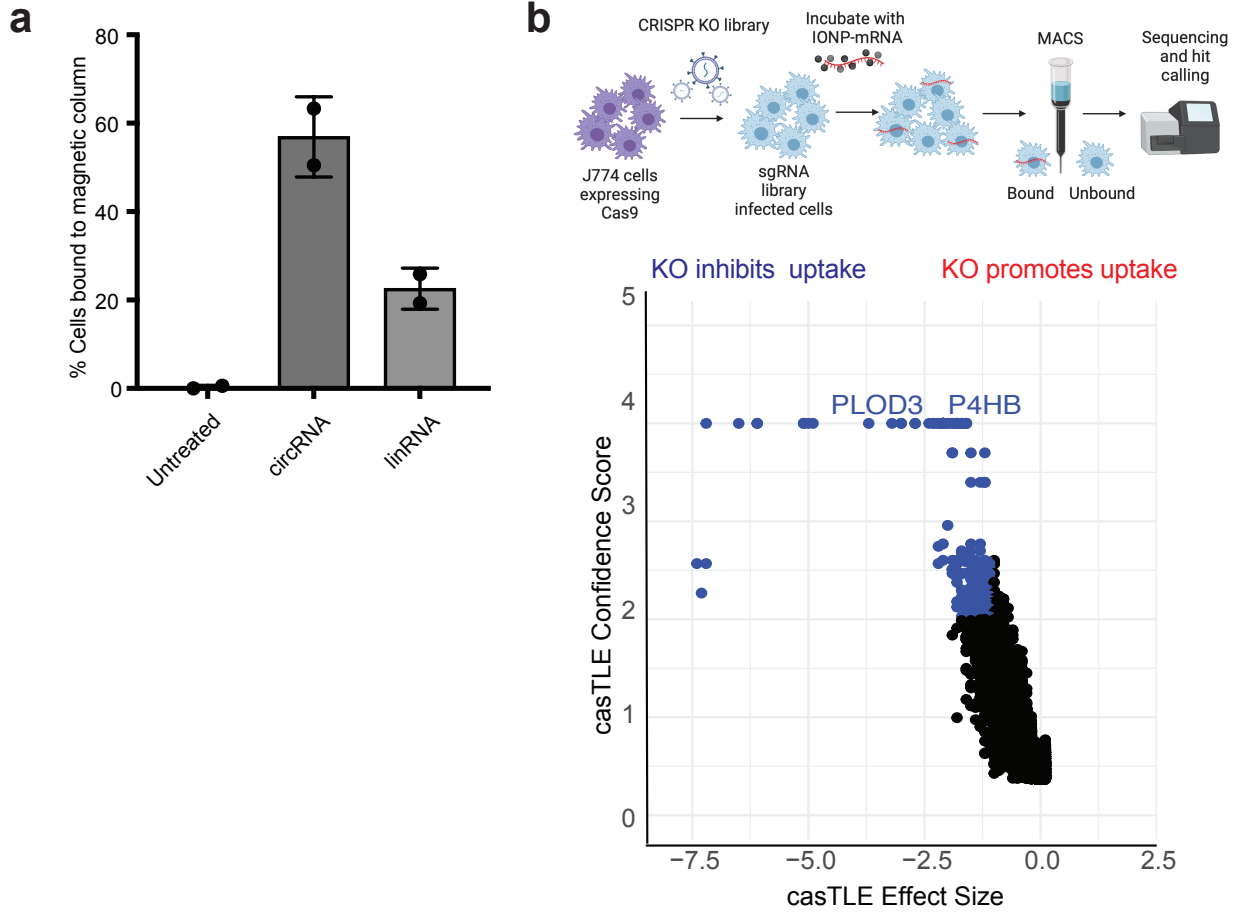 a
% Cells bound to magnetic column
80
60
40
20
0
Untreated
circRNA
linRNA
b
CRISPR KO library
Incubate with
IONP-mRNA
MACS
Sequencing
and hit
calling
J774 cells
expressing
Cas9
sgRNA
library
infected cells
Bound
Unbound
KO inhibits uptake
KO promotes uptake
casTLE Confidence Score
5
4
3
2
1
0
PLOD3
P4HB
−7.5
−5.0
−2.5
0.0
2.5
casTLE Effect Size